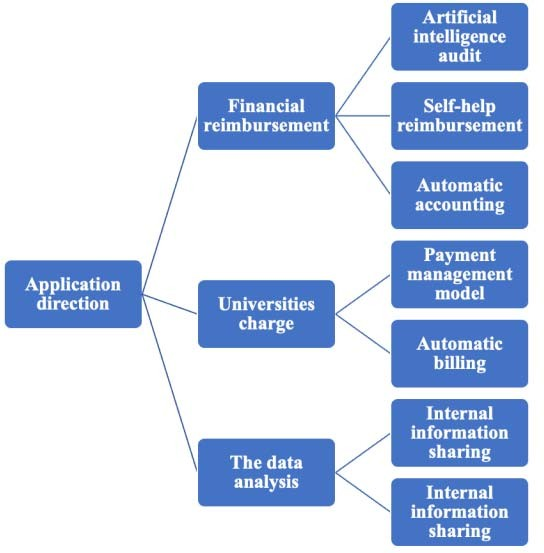 Application
direction
Financial
reimbursement
Artificial
intelligence
audit
Self-help
reimbursement
Automatic
accounting
Universities
charge
Payment
management
model
Automatic
billing
The data
analysis
Internal
information
sharing
Internal
information
sharing